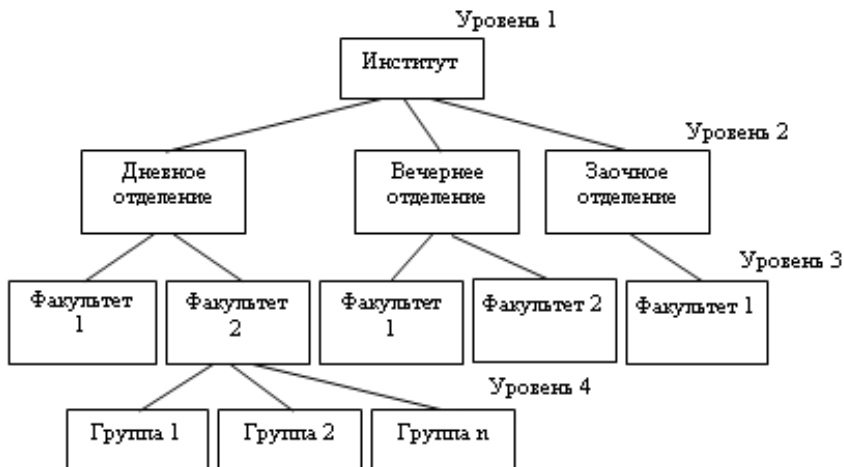 Уровень 1
Институт
Уровень 2
Дневное
отделение
Вечернее
отделение
Заочное
отделение
Уровень 3
Факультет
1
Факультет
2
Факультет
1
Факультет 2
Факультет 1
Уровень 4
Группа 1
Группа 2
Группа n